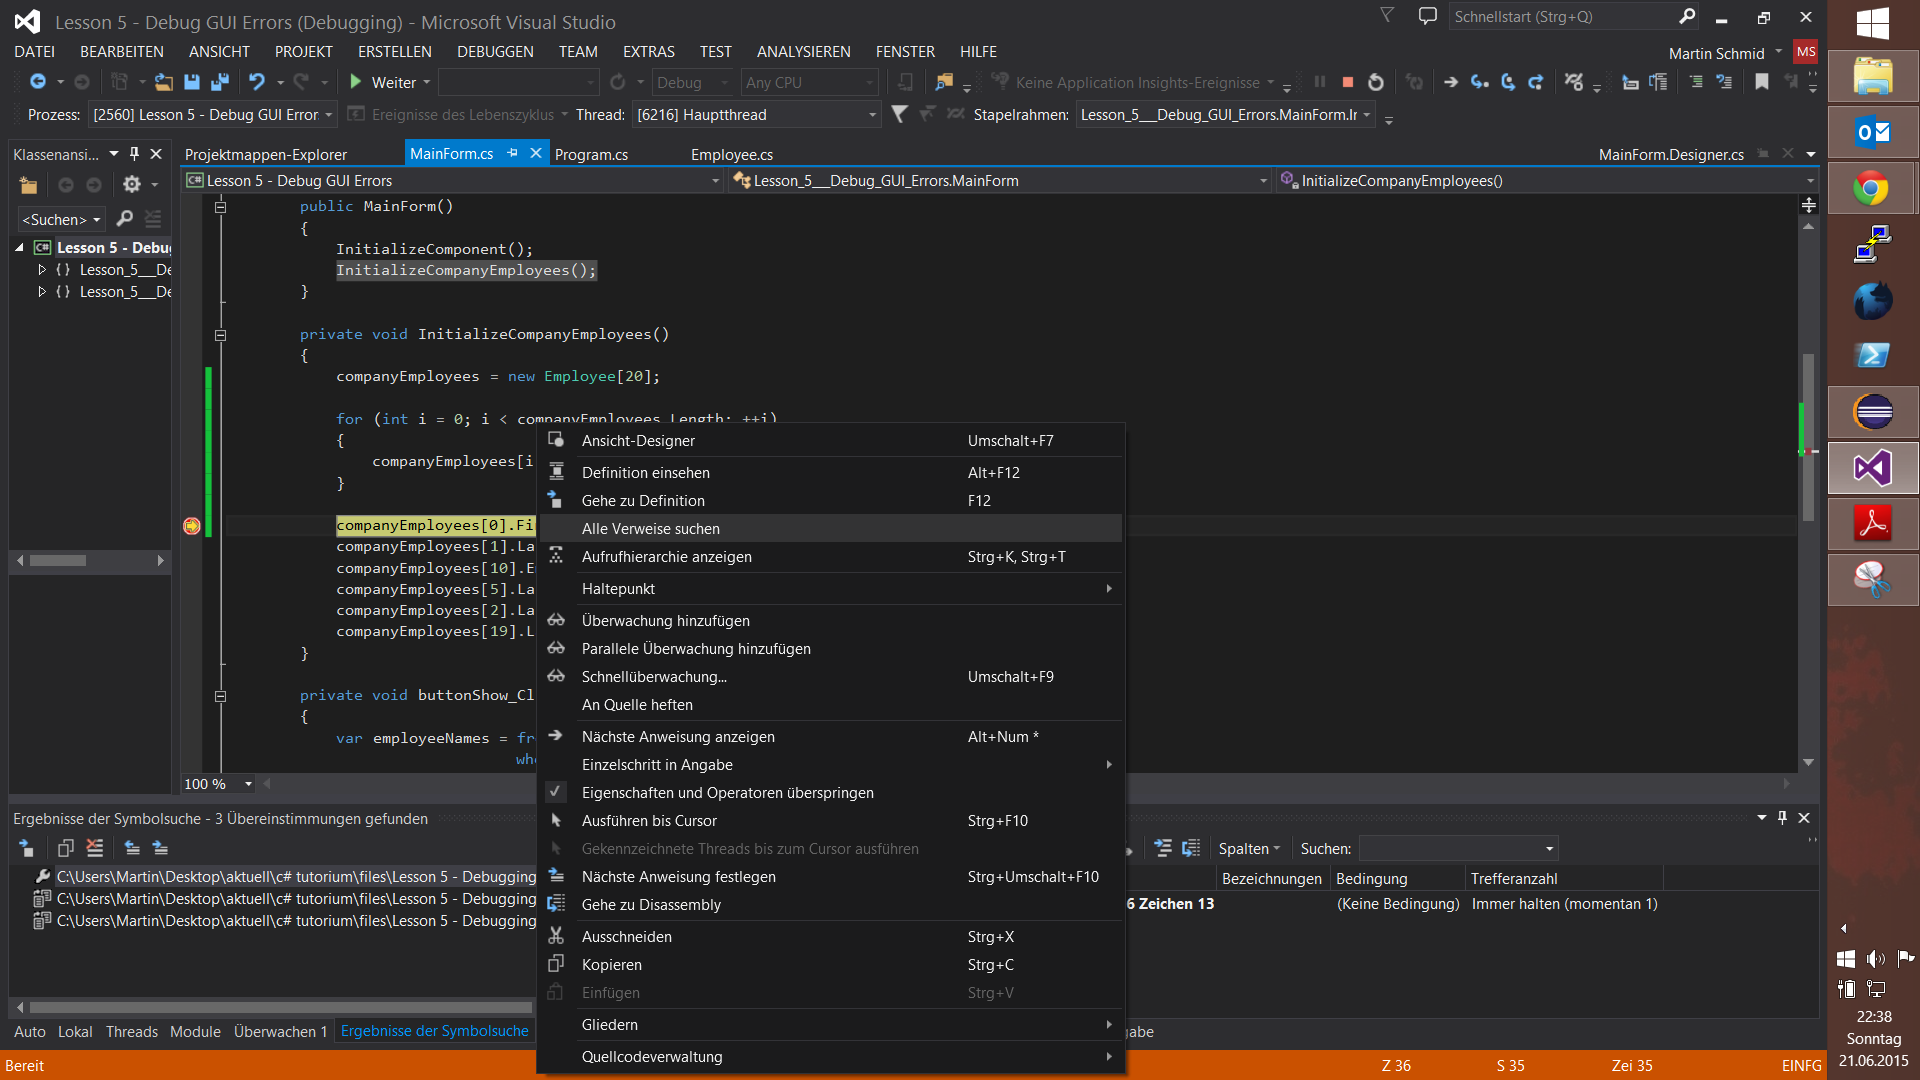 Lesson 5 - Debug GUI Errors (Debugging) - Microsoft Visual Studio
Schnellstart (Strg+Q)
DATEI BEARBEITEN ANSICHT PROJEKT ERSTELLEN DEBUGGEN TEAM EXTRAS TEST ANALYSIEREN FENSTER HILFE
Martin Schmid MS
Weiter Debug Any CPU Keine Application Insights-Ereignisse
Prozess: [2560] Lesson 5 - Debug GUI Error: Ereignisse des Lebenszyklus Thread: [6216] Hauptthread Stapelrahmen: Lesson_5___Debug_GUI_Errors.MainForm.Ir
Klassenansi... Projektmappen-Explorer MainForm.cs Program.cs Employee.cs MainForm.Designer.cs
C# Lesson 5 - Debug GUI Errors Lesson_5___Debug_GUI_Errors.MainForm InitializeCompanyEmployees()
<Suchen>
C# Lesson 5 - Debu
{} Lesson_5___De
{} Lesson_5___De
public MainForm()
{
InitializeComponent();
InitializeCompanyEmployees();
}
private void InitializeCompanyEmployees()
{
companyEmployees = new Employee[20];
for (int i = 0; i < companyEmployees.Length; ++i)
{
companyEmployees[i
}
companyEmployees[0].Fi
companyEmployees[1].La
companyEmployees[10].E
companyEmployees[5].La
companyEmployees[2].La
companyEmployees[19].L
}
private void buttonShow_Cl
{
var employeeNames = fr
whe
100 %
Ansicht-Designer Umschalt+F7
Definition einsehen Alt+F12
Gehe zu Definition F12
Alle Verweise suchen
Aufrufhierarchie anzeigen Strg+K, Strg+T
Haltepunkt
Überwachung hinzufügen
Parallele Überwachung hinzufügen
Schnellüberwachung... Umschalt+F9
An Quelle heften
Nächste Anweisung anzeigen Alt+Num *
Einzelschritt in Angabe
Eigenschaften und Operatoren überspringen
Ausführen bis Cursor Strg+F10
Gekennzeichnete Threads bis zum Cursor ausführen
Nächste Anweisung festlegen Strg+Umschalt+F10
Gehe zu Disassembly
Ausschneiden Strg+X
Kopieren Strg+C
Einfügen Strg+V
Gliedern
Quellcodeverwaltung
Ergebnisse der Symbolsuche - 3 Übereinstimmungen gefunden
C:\Users\Martin\Desktop\aktuell\c# tutorium\files\Lesson 5 - Debugging
C:\Users\Martin\Desktop\aktuell\c# tutorium\files\Lesson 5 - Debugging
C:\Users\Martin\Desktop\aktuell\c# tutorium\files\Lesson 5 - Debugging
Spalten Suchen:
Bezeichnungen Bedingung Trefferanzahl
6 Zeichen 13 (Keine Bedingung) Immer halten (momentan 1)
Auto Lokal Threads Module Überwachen 1 Ergebnisse der Symbolsuche gabe
Bereit Z 36 S 35 Zei 35 EINFG
22:38
Sonntag
21.06.2015